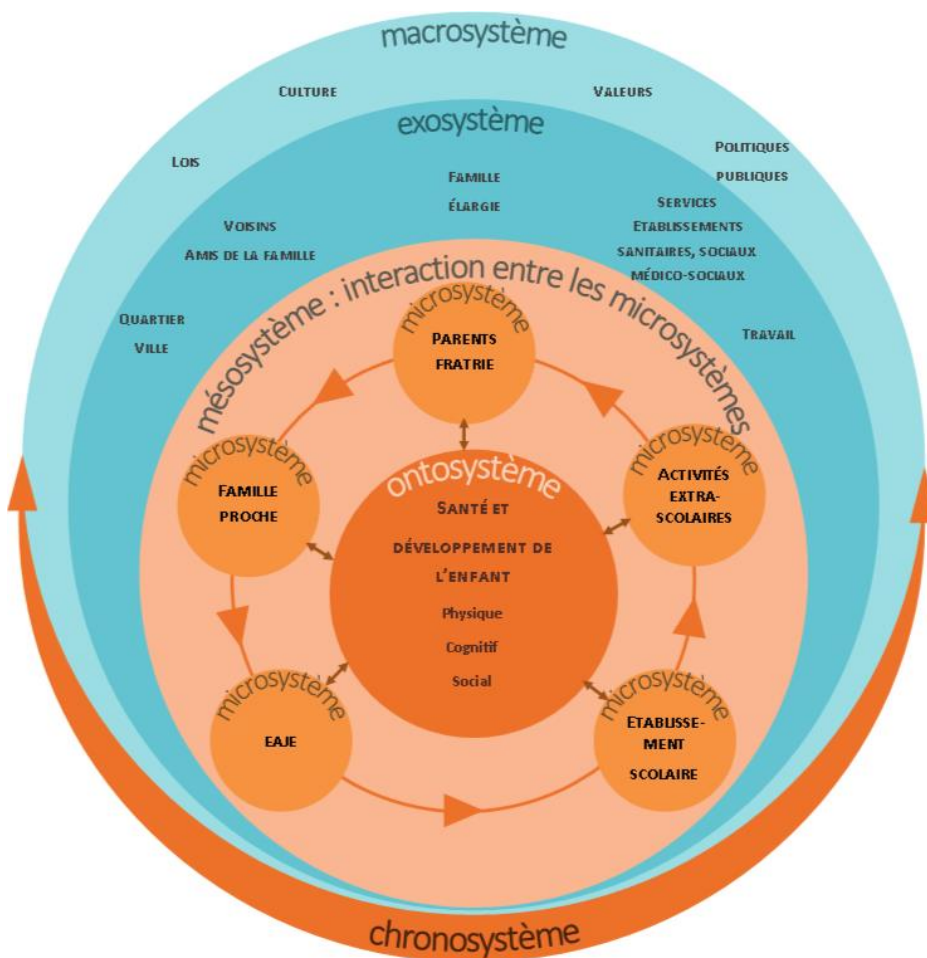 macrosystème
CULTURE
VALEURS
exosystème
LOIS
POLITIQUES
PUBLIQUES
FAMILLE
ÉLARGIE
VOISINS
AMIS DE LA FAMILLE
SERVICES
ETABLISSEMENTS
SANITAIRES, SOCIAUX
MÉDICO-SOCIAUX
QUARTIER
VILLE
TRAVAIL
mésosystème : interaction entre les microsystèmes
microsystème
PARENTS
FRATRIE
microsystème
FAMILLE
PROCHE
microsystème
ACTIVITÉS
EXTRA-
SCOLAIRES
ontosystème
SANTÉ ET
DÉVELOPPEMENT DE
L'ENFANT
Physique
Cognitif
Social
microsystème
EAJE
microsystème
ETABLISSE-
MENT
SCOLAIRE
chronosystème